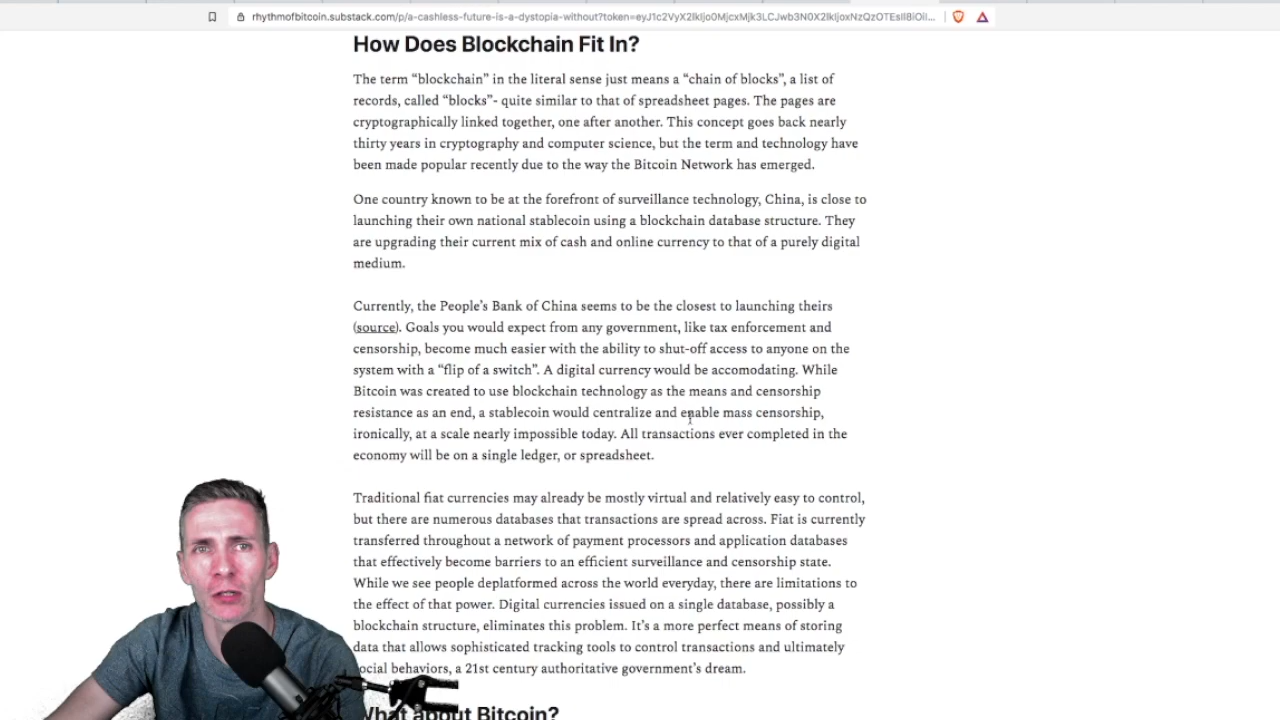 rhythmofbitcoin.substack.com/p/a-cashless-future-is-a-dystopia-without?token=
How Does Blockchain Fit In?
The term “blockchain” in the literal sense just means a “chain of blocks”, a list of
records, called “blocks”- quite similar to that of spreadsheet pages. The pages are
cryptographically linked together, one after another. This concept goes back nearly
thirty years in cryptography and computer science, but the term and technology have
been made popular recently due to the way the Bitcoin Network has emerged.
One country known to be at the forefront of surveillance technology, China, is close to
launching their own national stablecoin using a blockchain database structure. They
are upgrading their current mix of cash and online currency to that of a purely digital
medium.
Currently, the People’s Bank of China seems to be the closest to launching theirs
(source). Goals you would expect from any government, like tax enforcement and
censorship, become much easier with the ability to shut-off access to anyone on the
system with a “flip of a switch”. A digital currency would be accomodating. While
Bitcoin was created to use blockchain technology as the means and censorship
resistance as an end, a stablecoin would centralize and enable mass censorship,
ironically, at a scale nearly impossible today. All transactions ever completed in the
economy will be on a single ledger, or spreadsheet.
Traditional fiat currencies may already be mostly virtual and relatively easy to control,
but there are numerous databases that transactions are spread across. Fiat is currently
transferred throughout a network of payment processors and application databases
that effectively become barriers to an efficient surveillance and censorship state.
While we see people deplatformed across the world everyday, there are limitations to
the effect of that power. Digital currencies issued on a single database, possibly a
blockchain structure, eliminates this problem. It’s a more perfect means of storing
data that allows sophisticated tracking tools to control transactions and ultimately
social behaviors, a 21st century authoritative government’s dream.
What about Bitcoin?